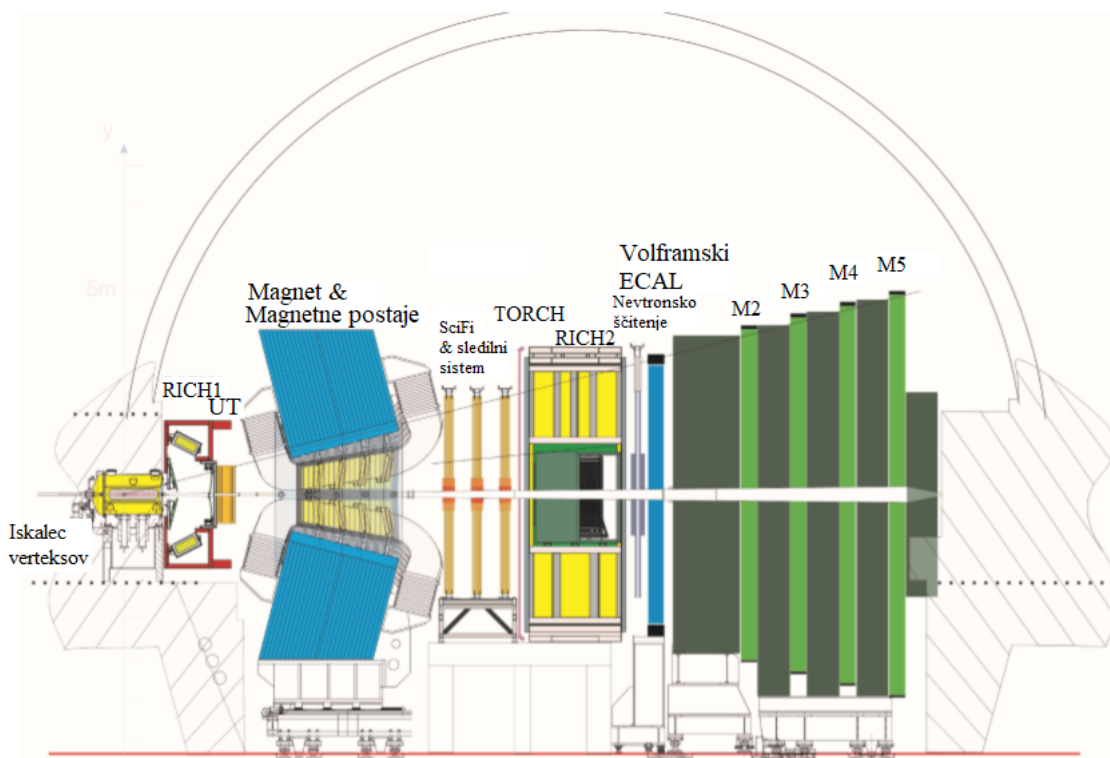 y
5m
Iskalec
verteksov
RICH1
UT
Magnet &
Magnetne postaje
SciFi
& sledilni
sistem
TORCH
RICH2
Volframski
ECAL
Nevtronsko
ščitenje
M2
M3
M4
M5